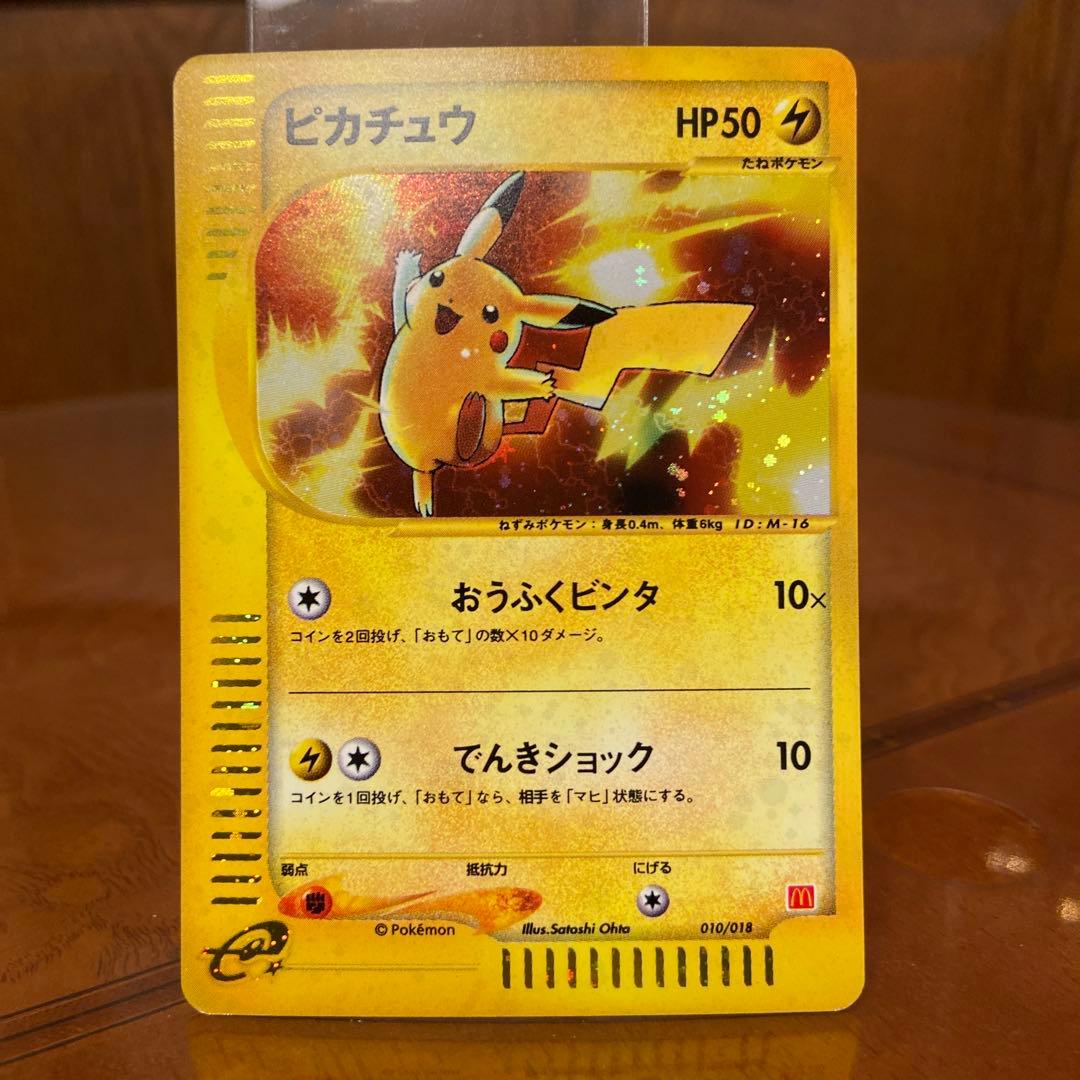 ピカチュウ HP50
たねポケモン
ねずみポケモン：身長0.4m、体重6kg ID：M-16
おうふくビンタ 10×
コインを2回投げ、「おもて」の数×10ダメージ。
でんきショック 10
コインを1回投げ、「おもて」なら、相手を「マヒ」状態にする。
弱点 抵抗力 にげる
© Pokémon Illus.Satoshi Ohta 010/018